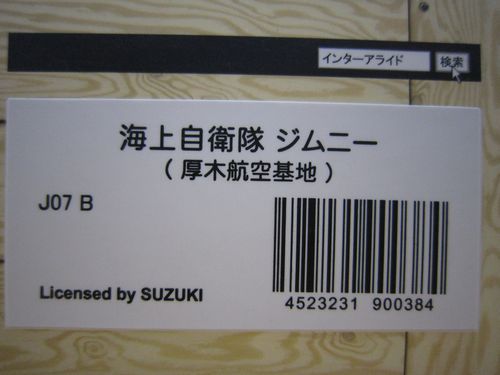 インターアライド 検索
海上自衛隊 ジムニー
( 厚木航空基地 )
J07 B
Licensed by SUZUKI
4523231 900384